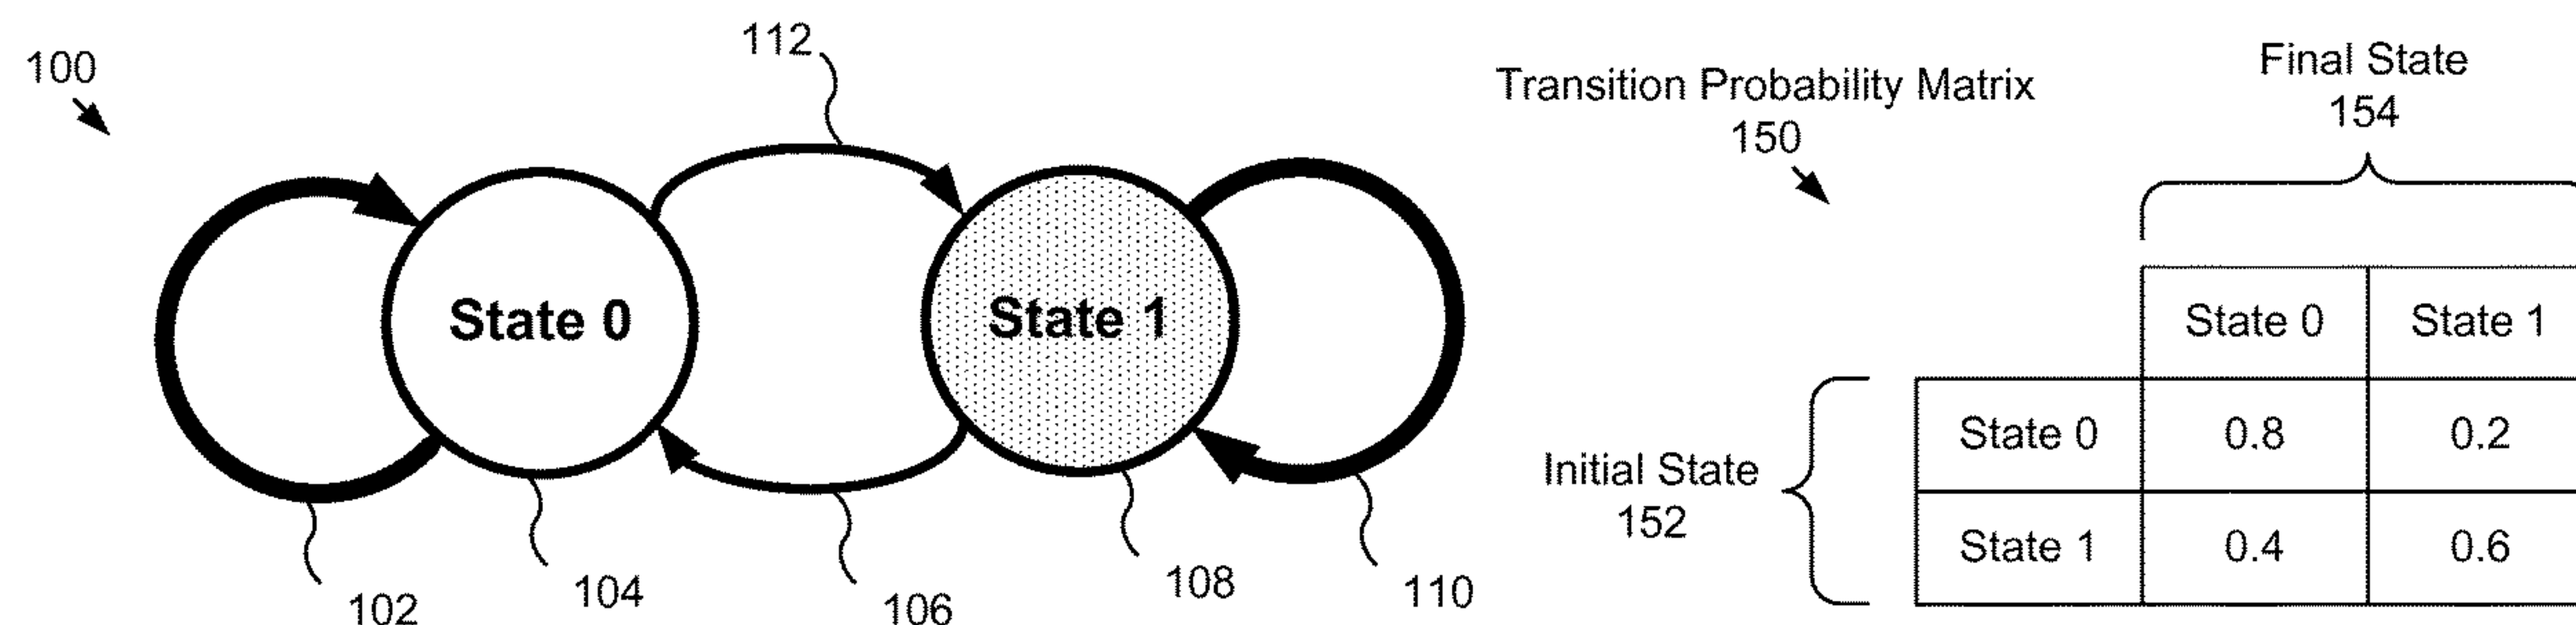 100
112
Transition Probability Matrix
150
Final State
154
State 0
State 1
State 0 State 1
Initial State
152
State 0 0.8 0.2
State 1 0.4 0.6
102
104
106
108
110